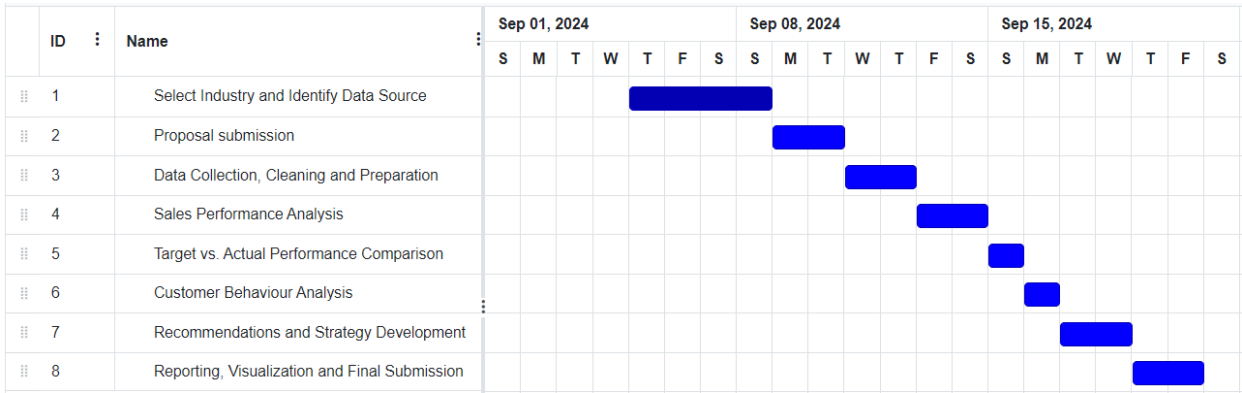 ID Name Sep 01, 2024 Sep 08, 2024 Sep 15, 2024
S M T W T F S S M T W T F S S M T W T F S
1 Select Industry and Identify Data Source
2 Proposal submission
3 Data Collection, Cleaning and Preparation
4 Sales Performance Analysis
5 Target vs. Actual Performance Comparison
6 Customer Behaviour Analysis
7 Recommendations and Strategy Development
8 Reporting, Visualization and Final Submission